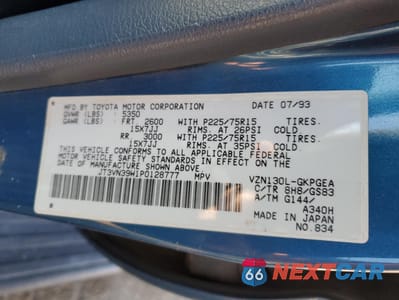 MFD BY TOYOTA MOTOR CORPORATION DATE 07/93
GVWR (LBS) : 5350
GAWR (LBS) : FRT 2600 WITH P225/75R15 TIRES.
15X7JJ RIMS. AT 26PSI COLD
RR 3000 WITH P225/75R15 TIRES.
15X7JJ RIMS. AT 35PSI COLD
THIS VEHICLE CONFORMS TO ALL APPLICABLE
FEDERAL MOTOR VEHICLE SAFETY STANDARDS
IN EFFECT ON THE DATE OF
MANUFACTURE SHOWN ABOVE.
JT3VN39W1P0128777 MPV
VZN130L-GKPGEA
C/TR 8H8/GS83
A/TM G144/
A340H
MADE IN JAPAN
NO.834
66 NEXTCAR